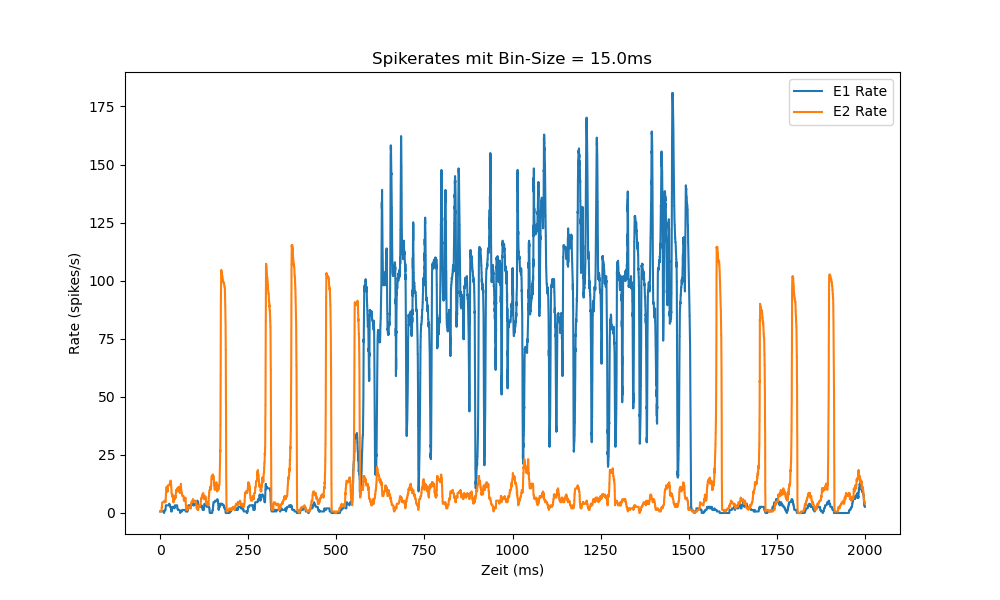 Spikerates mit Bin-Size = 15.0ms
E1 Rate
E2 Rate
175
150
125
100
75
50
25
0
Rate (spikes/s)
0 250 500 750 1000 1250 1500 1750 2000
Zeit (ms)